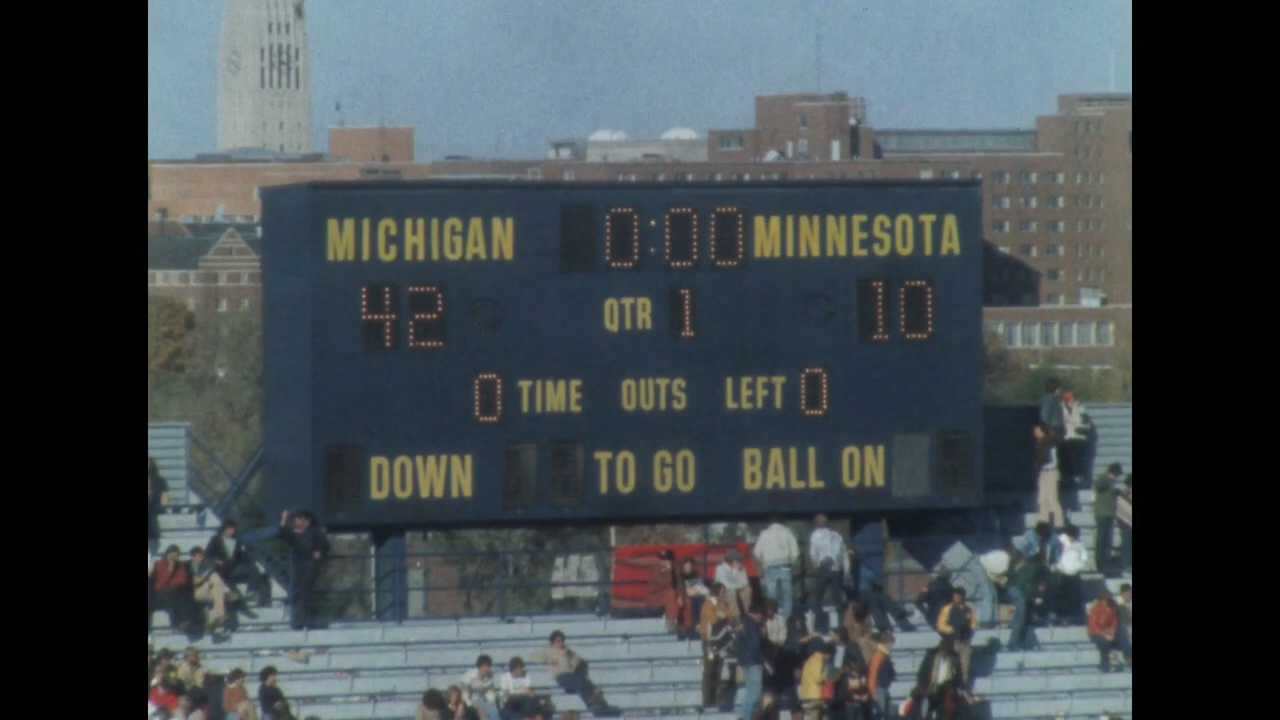 MICHIGAN 0:00 MINNESOTA
42 QTR 1 10
0 TIME OUTS LEFT 0
DOWN TO GO BALL ON